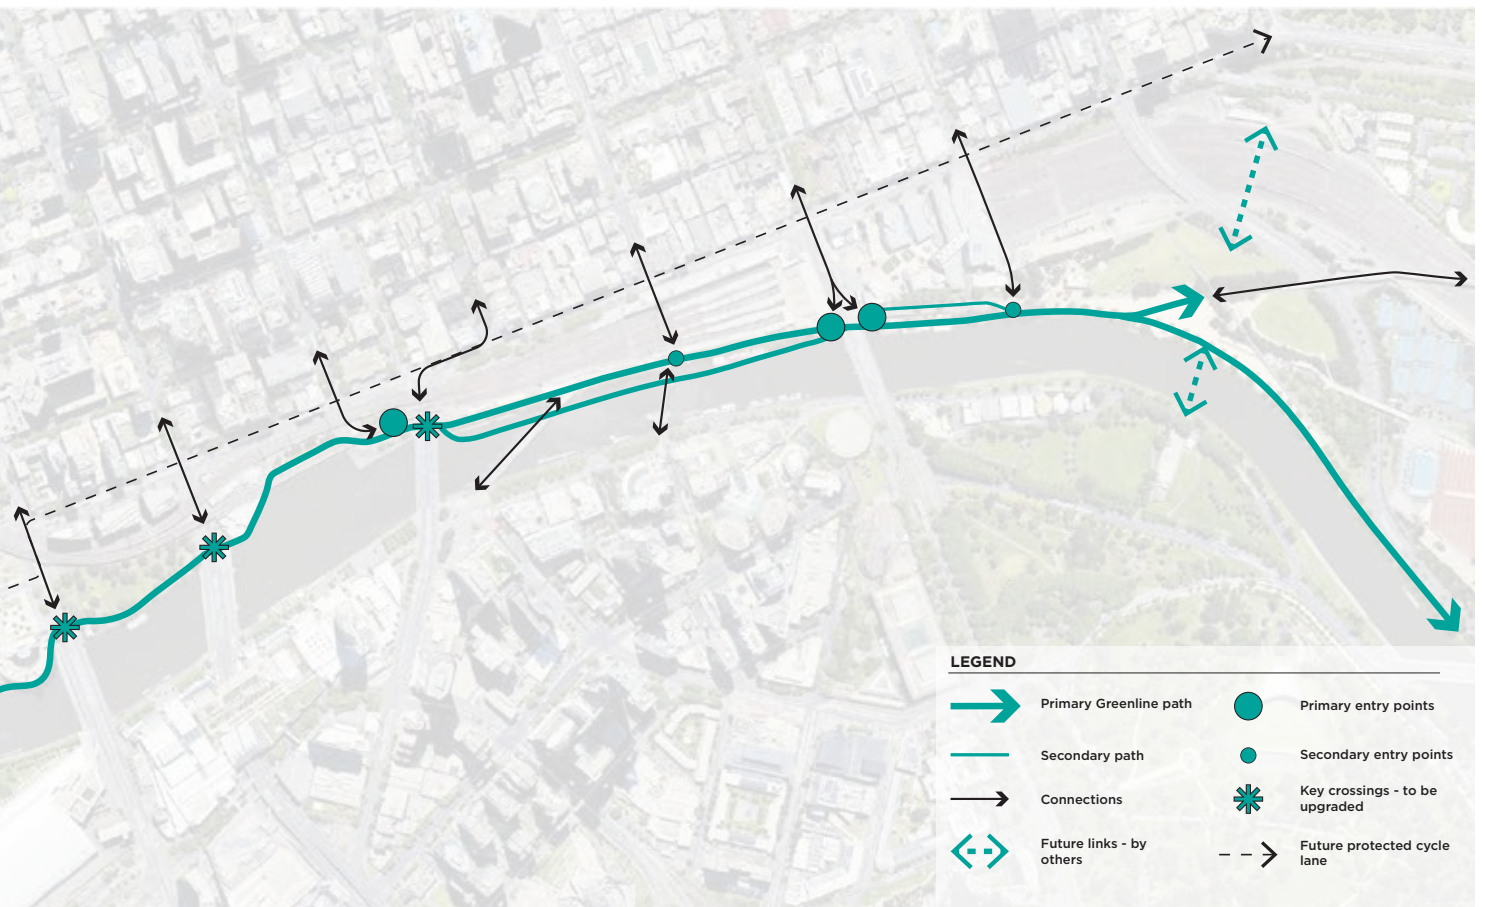 LEGEND
Primary Greenline path
Primary entry points
Secondary path
Secondary entry points
Connections
Key crossings - to be
upgraded
Future links - by
others
Future protected cycle
lane